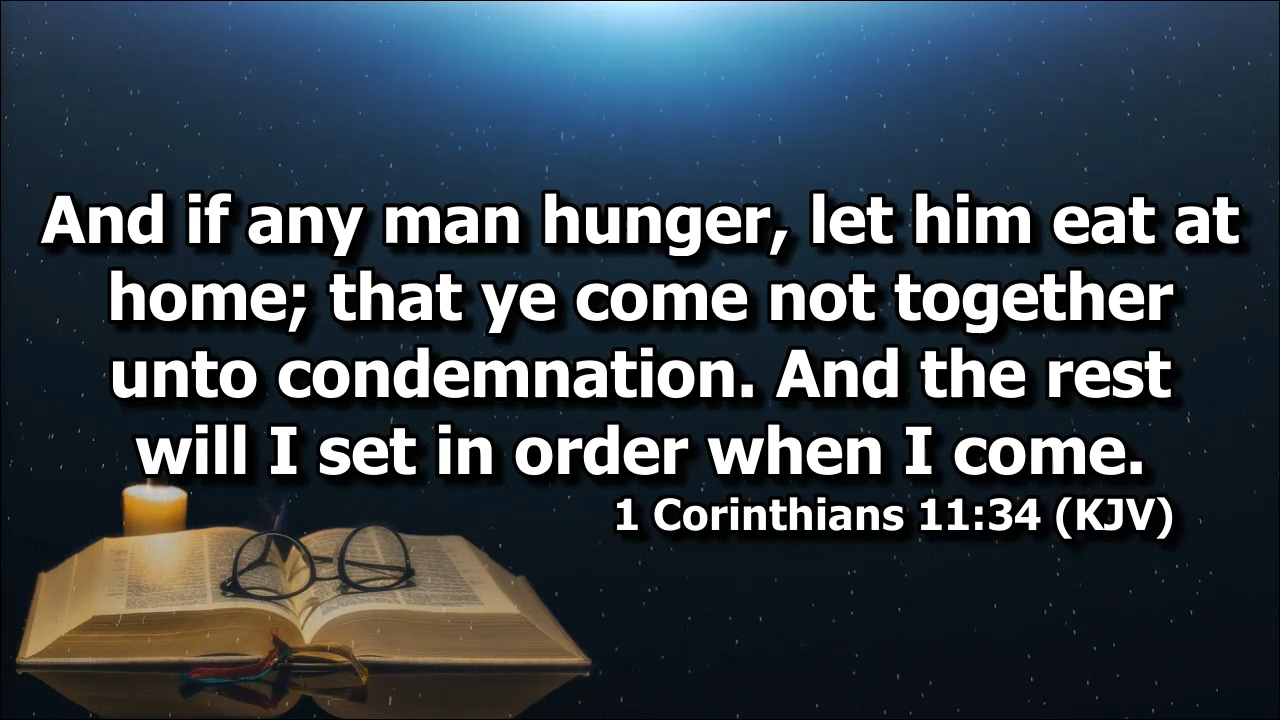 And if any man hunger, let him eat at
home; that ye come not together
unto condemnation. And the rest
will I set in order when I come.
1 Corinthians 11:34 (KJV)